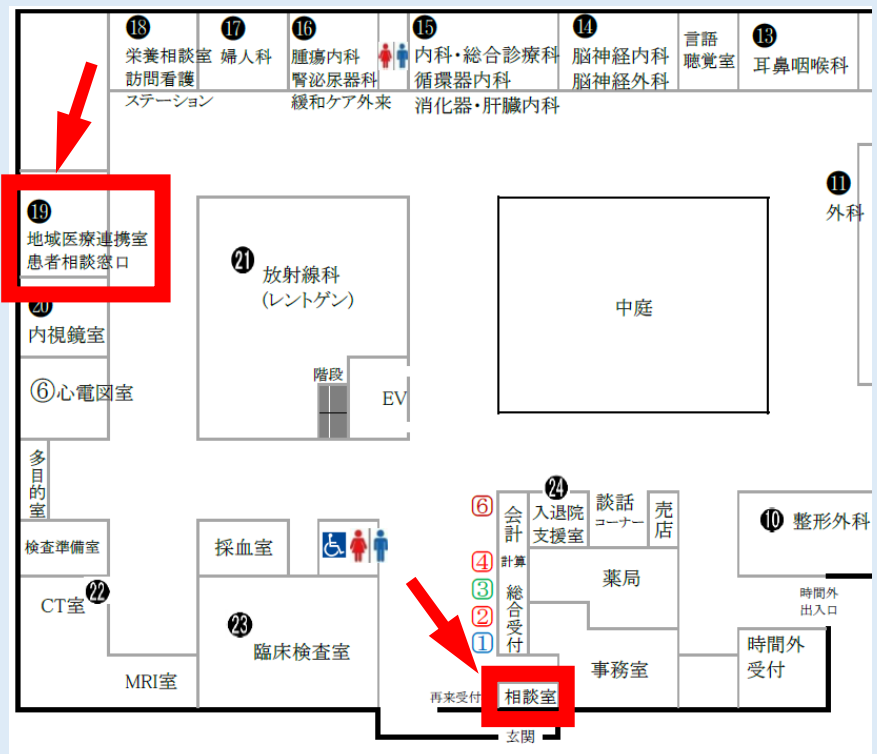 ⓲
栄養相談室
訪問看護
ステーション
⓱
婦人科
⓰
腫瘍内科
腎泌尿器科
緩和ケア外来
⓯
内科・総合診療科
循環器内科
消化器・肝臓内科
⓮
脳神経内科
脳神経外科
言語
聴覚室
⓭
耳鼻咽喉科
⓫
外科
⓳
地域医療連携室
患者相談窓口
⓴
内視鏡室
⑥心電図室
㉑
放射線科
(レントゲン)
階段
EV
中庭
多目的室
検査準備室
採血室
CT室
㉒
MRI室
㉓
臨床検査室
⑥
会計
④
計算
③
②
①
総合受付
㉔
入退院
支援室
談話
コーナー
売店
薬局
❿ 整形外科
時間外
出入口
時間外
受付
事務室
再来受付
相談室
玄関